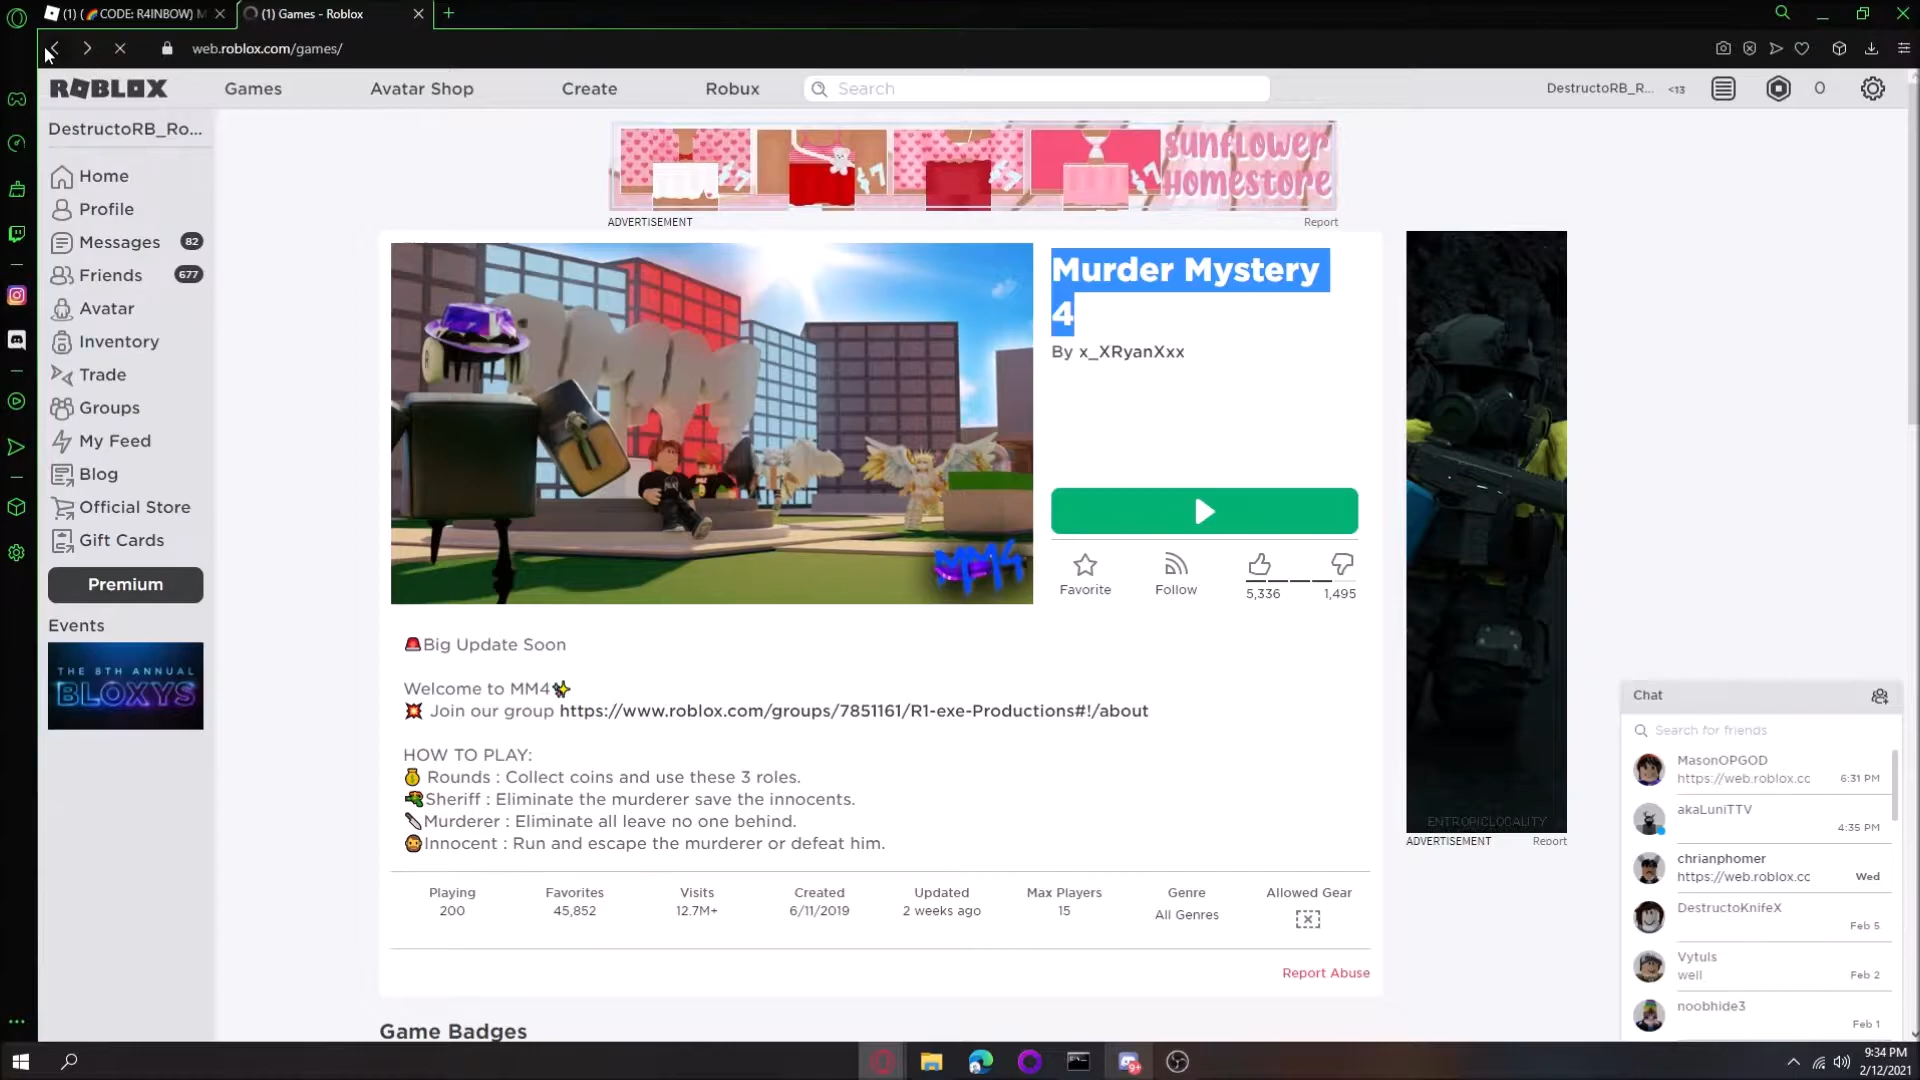 (1) (🌈CODE: R4INBOW) M
(1) Games - Roblox
web.roblox.com/games/
ROBLOX
Games
Avatar Shop
Create
Robux
Search
DestructoRB_R...
<13
0
DestructoRB_Ro...
Home
Profile
Messages 82
Friends 677
Avatar
Inventory
Trade
Groups
My Feed
Blog
Official Store
Gift Cards
Premium
Events
THE 8TH ANNUAL
BLOXYS
sunflower
Homestore
ADVERTISEMENT
Report
MM4
Murder Mystery
4
By x_XRyanXxx
Favorite
Follow
5,336
1,495
🚨Big Update Soon
Welcome to MM4✨
💥 Join our group https://www.roblox.com/groups/7851161/R1-exe-Productions#!/about
HOW TO PLAY:
💰 Rounds : Collect coins and use these 3 roles.
🔫Sheriff : Eliminate the murderer save the innocents.
🔪Murderer : Eliminate all leave no one behind.
👨Innocent : Run and escape the murderer or defeat him.
Playing
200
Favorites
45,852
Visits
12.7M+
Created
6/11/2019
Updated
2 weeks ago
Max Players
15
Genre
All Genres
Allowed Gear
Report Abuse
Game Badges
ENTROPICLOCALITY
ADVERTISEMENT
Report
Chat
Search for friends
MasonOPGOD
https://web.roblox.cc 6:31 PM
akaLuniTTV
4:35 PM
chrianphomer
https://web.roblox.cc Wed
DestructoKnifeX
Feb 5
Vytuls
well
Feb 2
noobhide3
Feb 1
9+
9:34 PM
2/12/2021